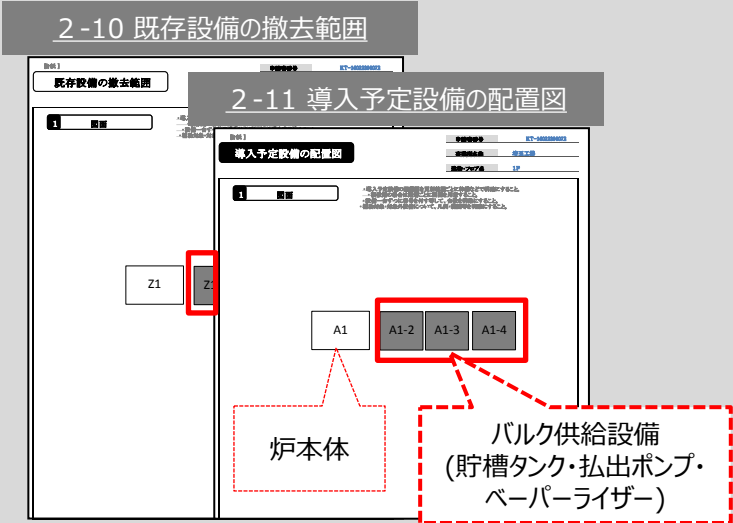 ２-10 既存設備の撤去範囲
既存設備の撤去範囲
1 図面
Z1
２-11 導入予定設備の配置図
導入予定設備の配置図
1 図面
A1
A1-2
A1-3
A1-4
炉本体
バルク供給設備
(貯槽タンク・払出ポンプ・
ベーパーライザー)